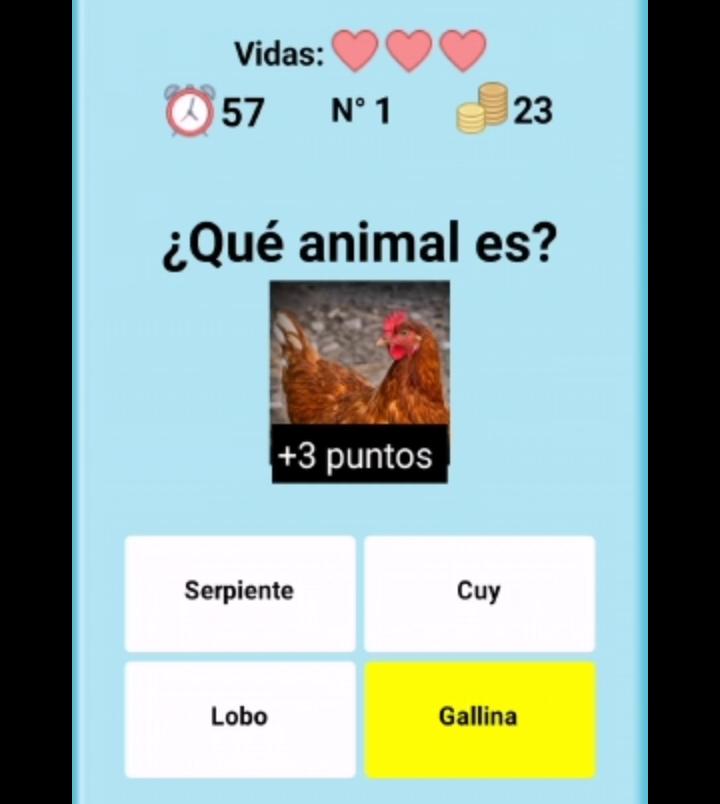 Vidas:
57 N° 1 23
¿Qué animal es?
+3 puntos
Serpiente Cuy
Lobo Gallina